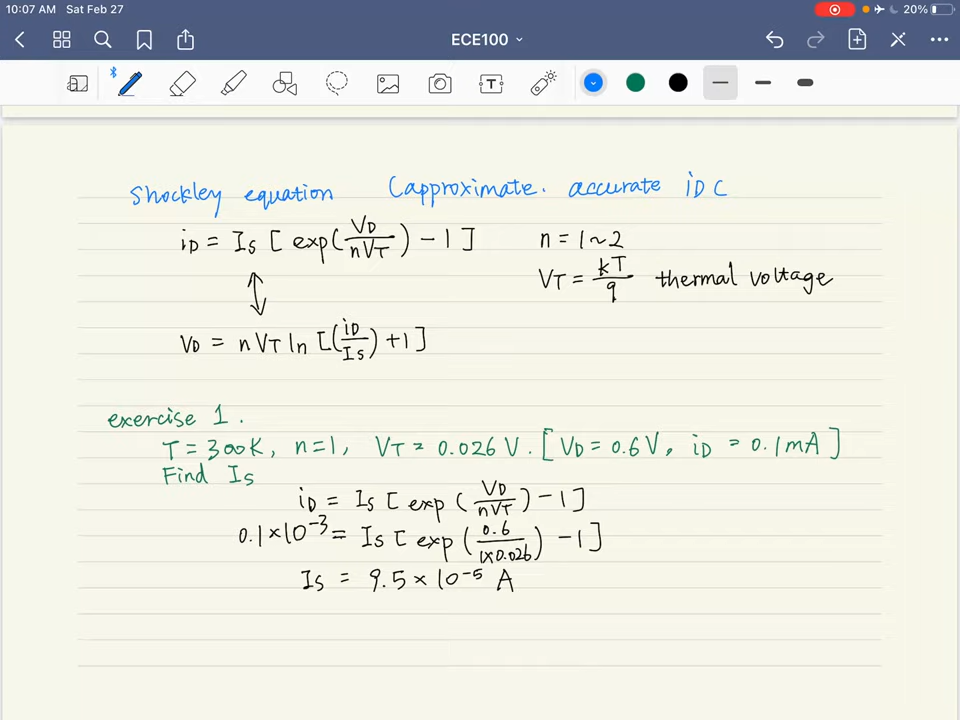 10:07 AM Sat Feb 27 20%
ECE100
Shockley equation (approximate. accurate iD C
iD = Is [ exp(VD/nVT) - 1 ] n = 1 ~ 2
VT = kT/q thermal voltage
VD = nVT ln [(iD/Is) + 1]
exercise 1.
T = 300K, n=1, VT = 0.026 V. [VD = 0.6V, iD = 0.1mA]
Find Is
iD = Is [ exp (VD/nVT) - 1]
0.1×10^-3 = Is [ exp (0.6/1×0.026) - 1]
Is = 9.5 × 10^-5 A